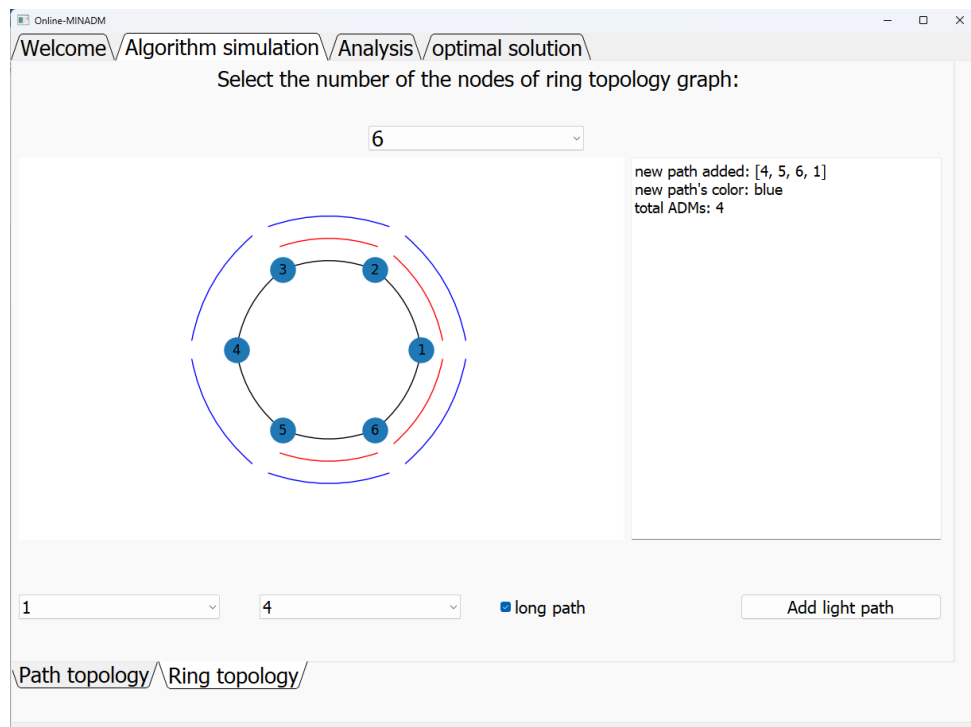 Online-MINADM
Welcome Algorithm simulation Analysis optimal solution
Select the number of the nodes of ring topology graph:
6
new path added: [4, 5, 6, 1]
new path's color: blue
total ADMs: 4
3 2
4 1
5 6
1 4 long path Add light path
Path topology Ring topology